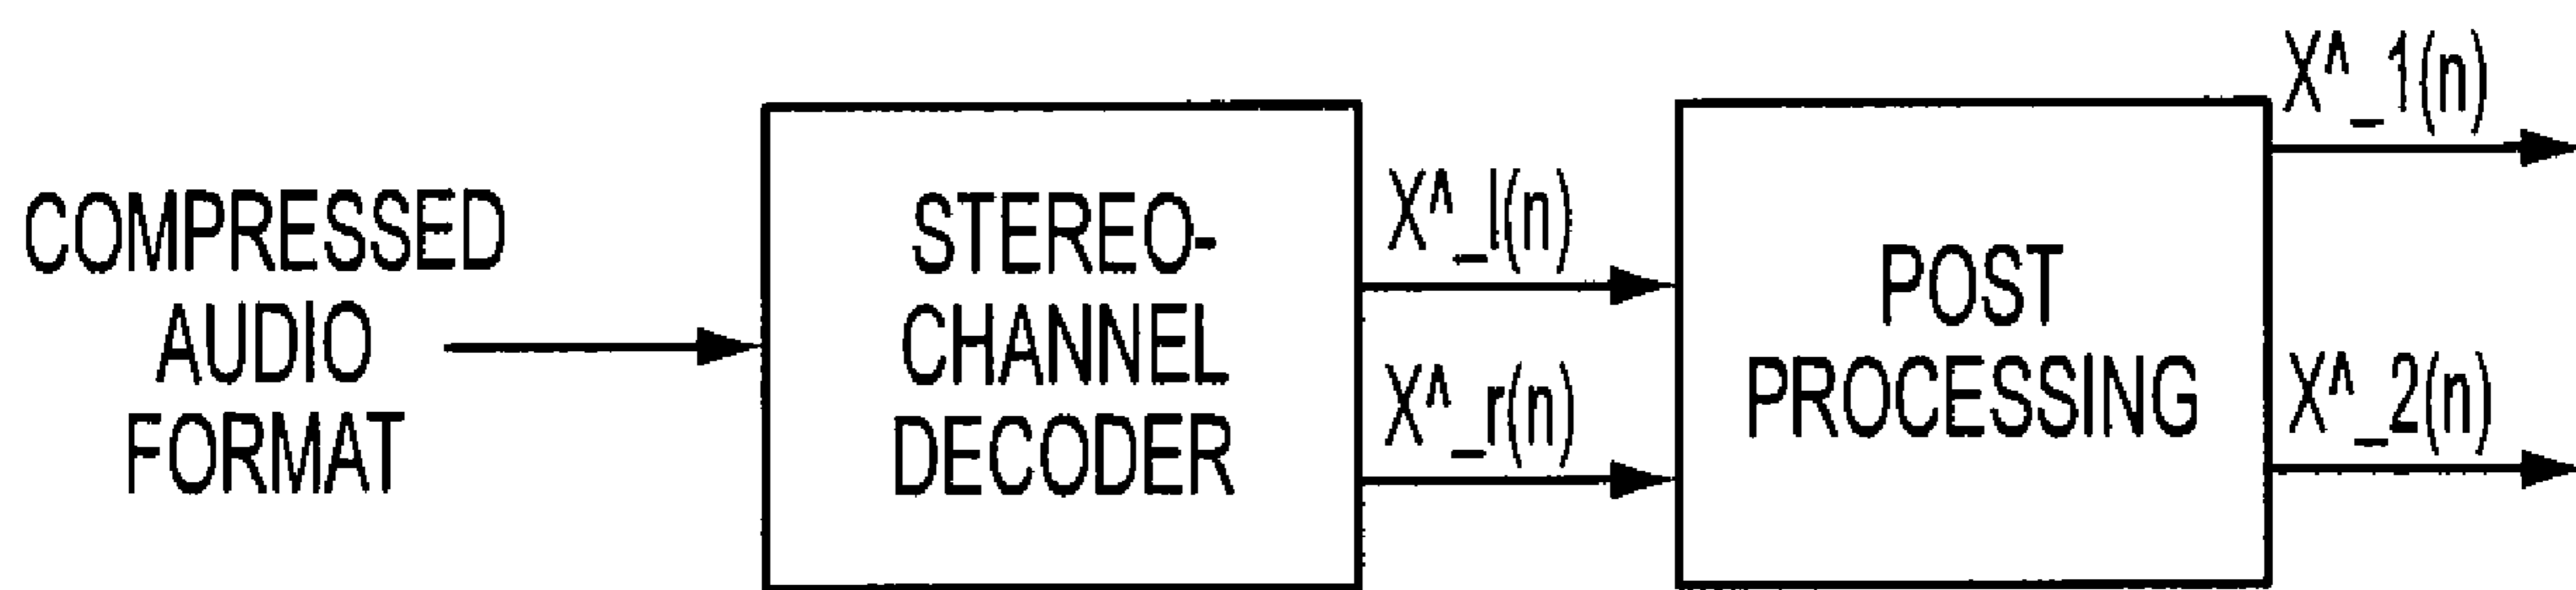 COMPRESSED
AUDIO
FORMAT
STEREO-
CHANNEL
DECODER
X^_l(n)
X^_r(n)
POST
PROCESSING
X^_1(n)
X^_2(n)